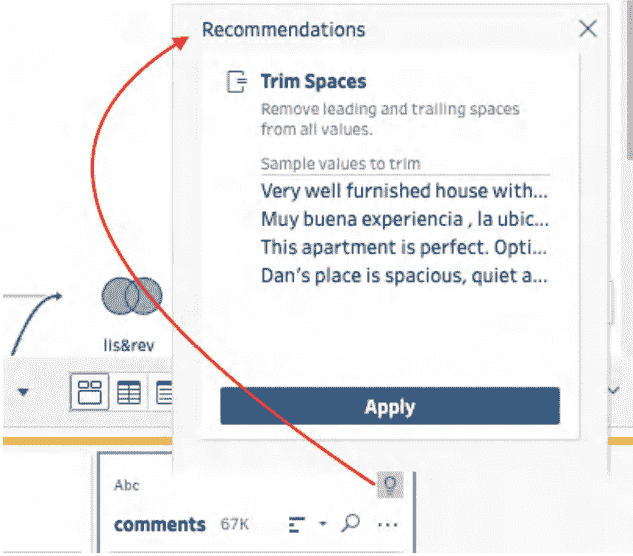 Recommendations
Trim Spaces
Remove leading and trailing spaces
from all values.
Sample values to trim
Very well furnished house with...
Muy buena experiencia , la ubic...
This apartment is perfect. Opti...
Dan's place is spacious, quiet a...
lis&rev
Apply
Abc
comments 67K